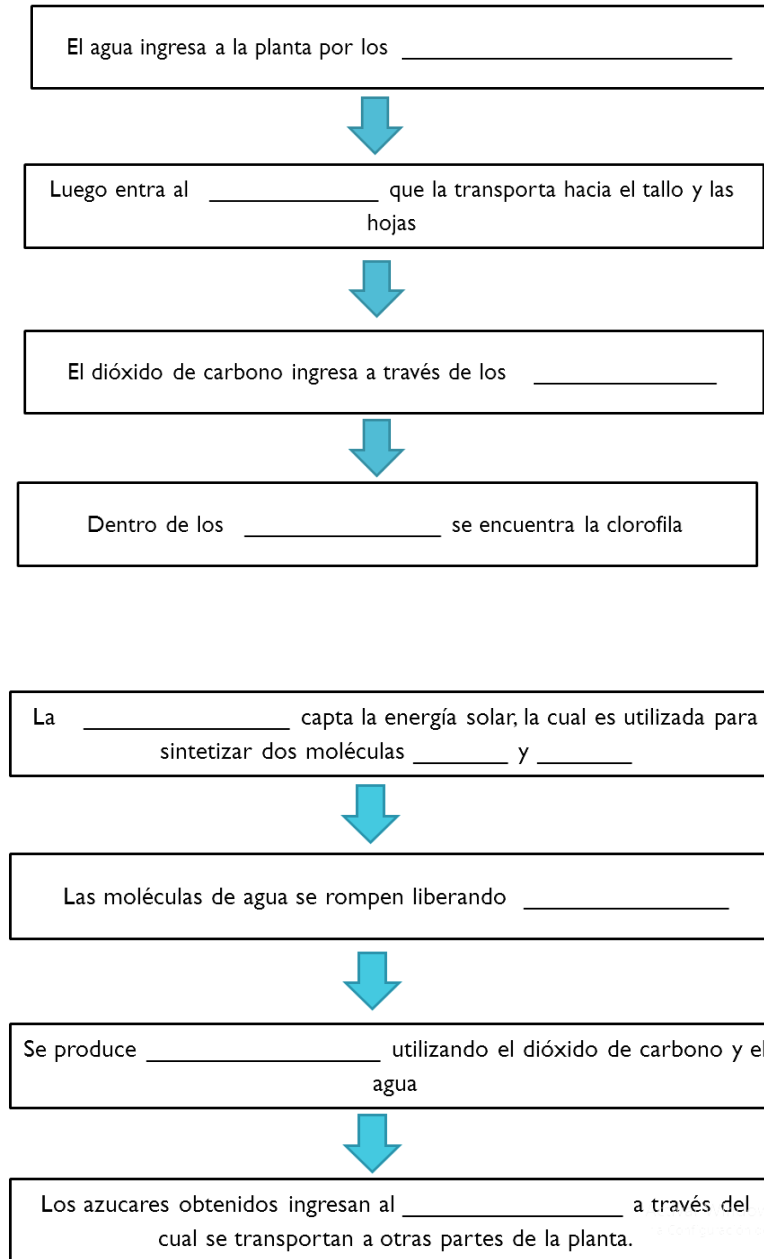 El agua ingresa a la planta por los ______________________________
Luego entra al _______________ que la transporta hacia el tallo y las
hojas
El dióxido de carbono ingresa a través de los ________________
Dentro de los _________________ se encuentra la clorofila
La __________________ capta la energía solar, la cual es utilizada para
sintetizar dos moléculas ________ y ________
Las moléculas de agua se rompen liberando __________________
Se produce ____________________ utilizando el dióxido de carbono y el
agua
Los azucares obtenidos ingresan al ___________________ a través del
cual se transportan a otras partes de la planta.